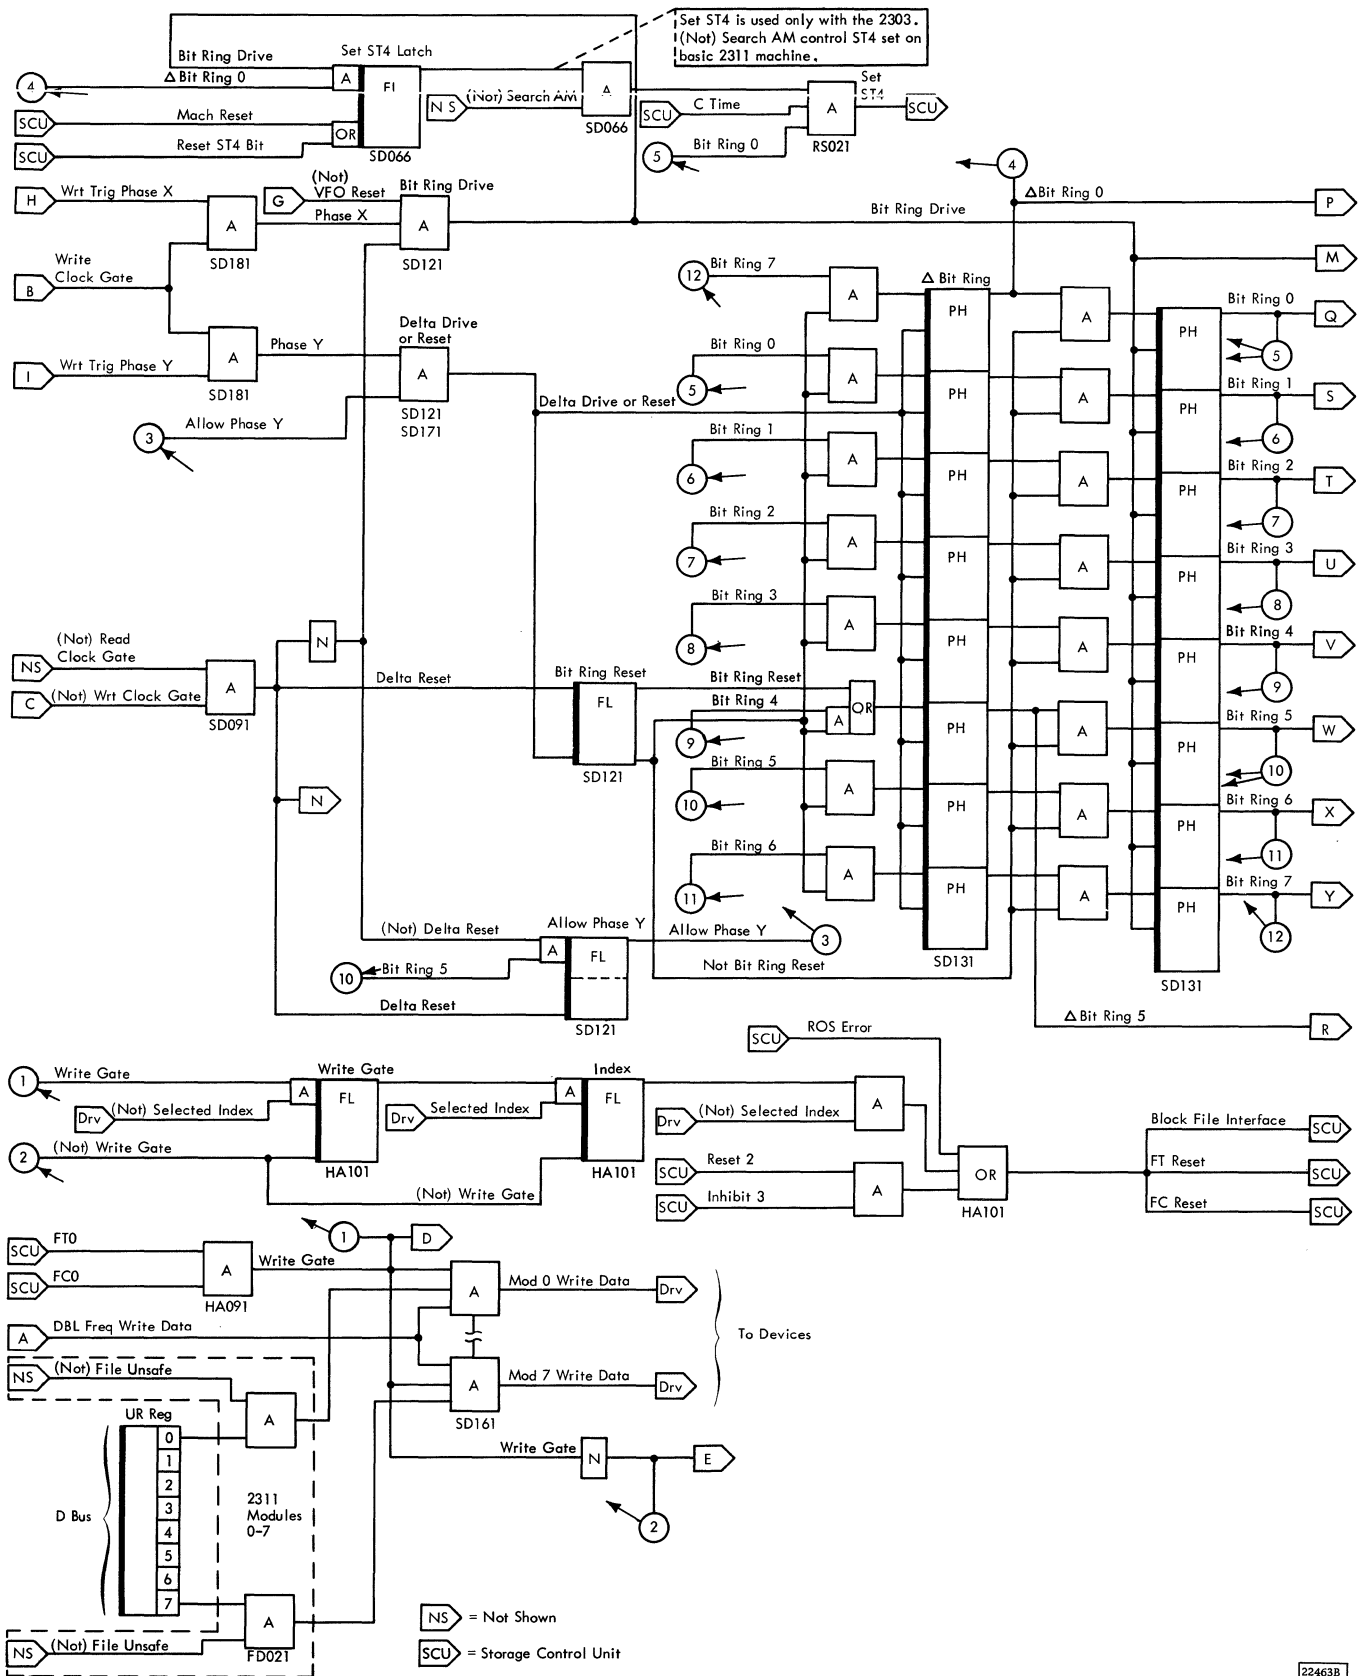 Set ST4 is used only with the 2303.
(Not) Search AM control ST4 set on
basic 2311 machine.
Bit Ring Drive
Set ST4 Latch
Δ Bit Ring 0
4
A
FL
SCU
Mach Reset
OR
SCU
Reset ST4 Bit
SD066
N S
(Not) Search AM
A
SD066
SCU
C Time
5
Bit Ring 0
A
RS021
Set
ST4
SCU
H
Wrt Trig Phase X
A
SD181
B
Write
Clock Gate
I
Wrt Trig Phase Y
A
SD181
G
(Not)
VFO Reset
Phase X
Bit Ring Drive
A
SD121
Phase Y
Delta Drive
or Reset
A
SD121
SD171
3
Allow Phase Y
Bit Ring Drive
4
ΔBit Ring 0
P
M
Delta Drive or Reset
12
Bit Ring 7
A
5
Bit Ring 0
A
6
Bit Ring 1
A
7
Bit Ring 2
A
8
Bit Ring 3
A
Bit Ring Reset
9
Bit Ring 4
A
OR
10
Bit Ring 5
A
11
Bit Ring 6
A
Δ Bit Ring
PH
PH
PH
PH
PH
PH
PH
PH
SD131
A
A
A
A
A
A
A
A
PH
PH
PH
PH
PH
PH
PH
PH
SD131
Bit Ring 0
Q
5
Bit Ring 1
S
6
Bit Ring 2
T
7
Bit Ring 3
U
8
Bit Ring 4
V
9
Bit Ring 5
W
10
Bit Ring 6
X
11
Bit Ring 7
Y
12
NS
(Not) Read
Clock Gate
C
(Not) Wrt Clock Gate
A
SD091
N
Delta Reset
N
Bit Ring Reset
FL
SD121
(Not) Delta Reset
10
Bit Ring 5
Delta Reset
Allow Phase Y
A
FL
SD121
Allow Phase Y
3
Not Bit Ring Reset
Δ Bit Ring 5
R
1
Write Gate
Drv
(Not) Selected Index
2
(Not) Write Gate
Write Gate
A
FL
HA101
Drv
Selected Index
(Not) Write Gate
Index
A
FL
HA101
SCU
ROS Error
Drv
(Not) Selected Index
A
SCU
Reset 2
SCU
Inhibit 3
A
OR
HA101
Block File Interface
SCU
FT Reset
SCU
FC Reset
SCU
SCU
FT0
SCU
FC0
A
HA091
Write Gate
1
D
A
DBL Freq Write Data
A
Mod 0 Write Data
Drv
A
SD161
Mod 7 Write Data
Drv
To Devices
NS
(Not) File Unsafe
A
UR Reg
0
1
2
3
4
5
6
7
D Bus
2311
Modules
0-7
A
FD021
NS
(Not) File Unsafe
Write Gate
N
E
2
NS
= Not Shown
SCU
= Storage Control Unit
22463B